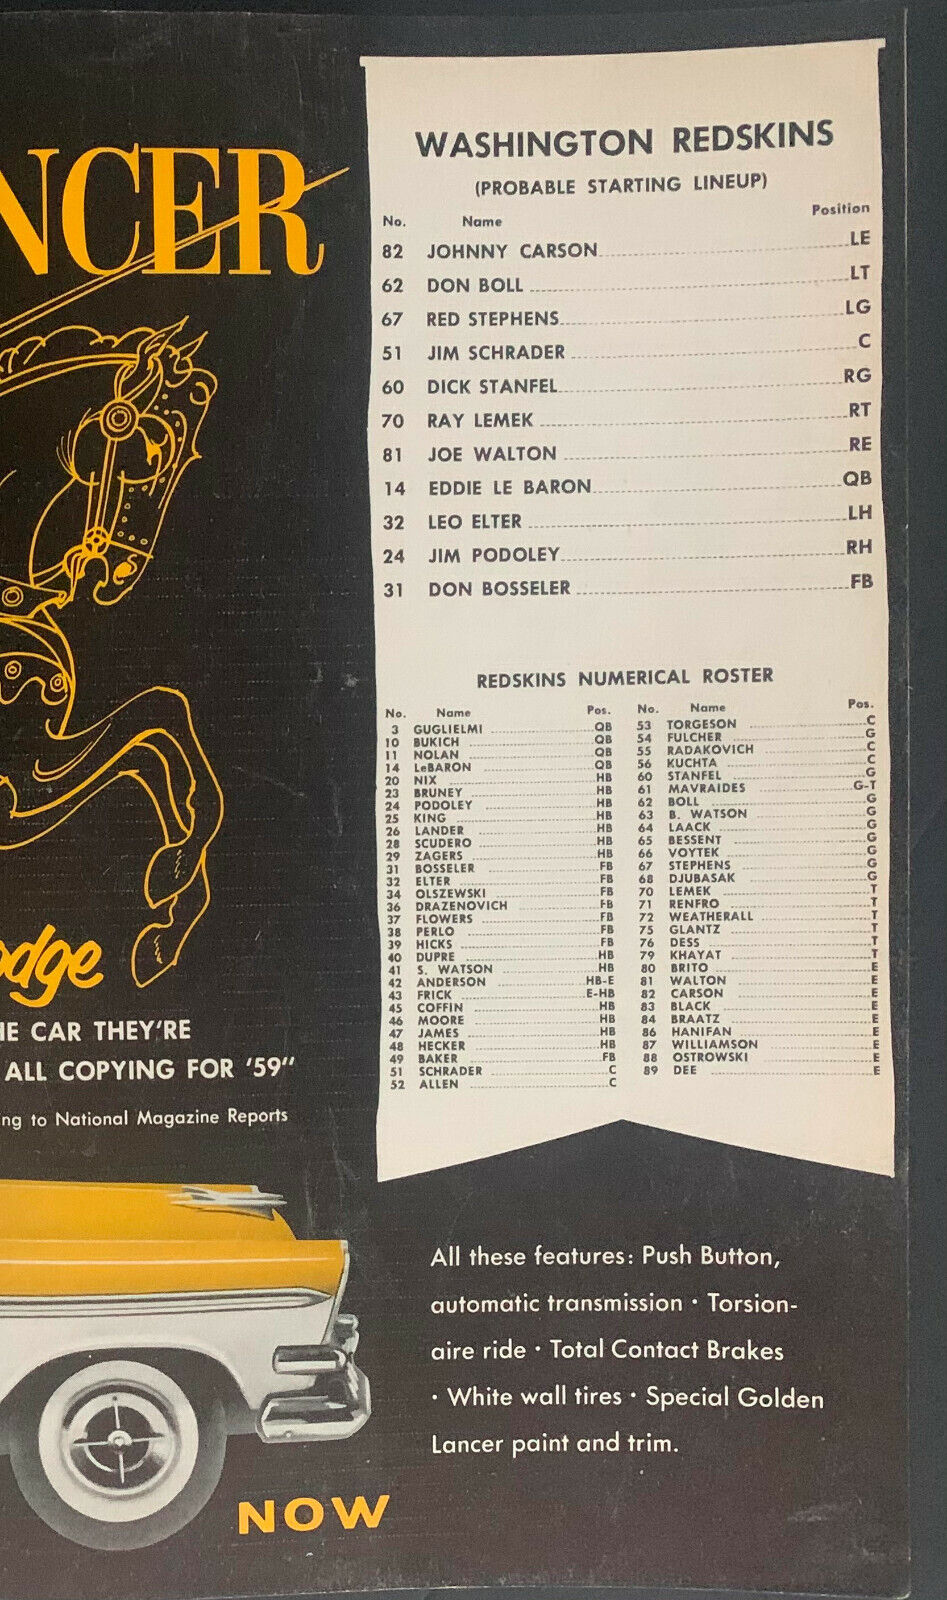 NCER
odge
IE CAR THEY'RE
ALL COPYING FOR '59"
ng to National Magazine Reports
NOW
WASHINGTON REDSKINS
(PROBABLE STARTING LINEUP)
No. Name Position
82 JOHNNY CARSON LE
62 DON BOLL LT
67 RED STEPHENS LG
51 JIM SCHRADER C
60 DICK STANFEL RG
70 RAY LEMEK RT
81 JOE WALTON RE
14 EDDIE LE BARON QB
32 LEO ELTER LH
24 JIM PODOLEY RH
31 DON BOSSELER FB
REDSKINS NUMERICAL ROSTER
No. Name Pos.
3 GUGLIELMI QB
10 BUKICH QB
11 NOLAN QB
14 LeBARON QB
20 NIX HB
23 BRUNEY HB
24 PODOLEY HB
25 KING HB
26 LANDER HB
28 SCUDERO HB
29 ZAGERS HB
31 BOSSELER FB
32 ELTER FB
34 OLSZEWSKI FB
36 DRAZENOVICH FB
37 FLOWERS FB
38 PERLO FB
39 HICKS FB
40 DUPRE HB
41 S. WATSON HB
42 ANDERSON HB-E
43 FRICK E-HB
45 COFFIN HB
46 MOORE HB
47 JAMES HB
48 HECKER HB
49 BAKER FB
51 SCHRADER C
52 ALLEN C
No. Name Pos.
53 TORGESON C
54 FULCHER G
55 RADAKOVICH C
56 KUCHTA C
60 STANFEL G
61 MAVRAIDES G-T
62 BOLL G
63 B. WATSON G
64 LAACK G
65 BESSENT G
66 VOYTEK G
67 STEPHENS G
68 DJUBASAK G
70 LEMEK T
71 RENFRO T
72 WEATHERALL T
75 GLANTZ T
76 DESS T
79 KHAYAT T
80 BRITO E
81 WALTON E
82 CARSON E
83 BLACK E
84 BRAATZ E
86 HANIFAN E
87 WILLIAMSON E
88 OSTROWSKI E
89 DEE E
All these features: Push Button,
automatic transmission · Torsion-
aire ride · Total Contact Brakes
· White wall tires · Special Golden
Lancer paint and trim.